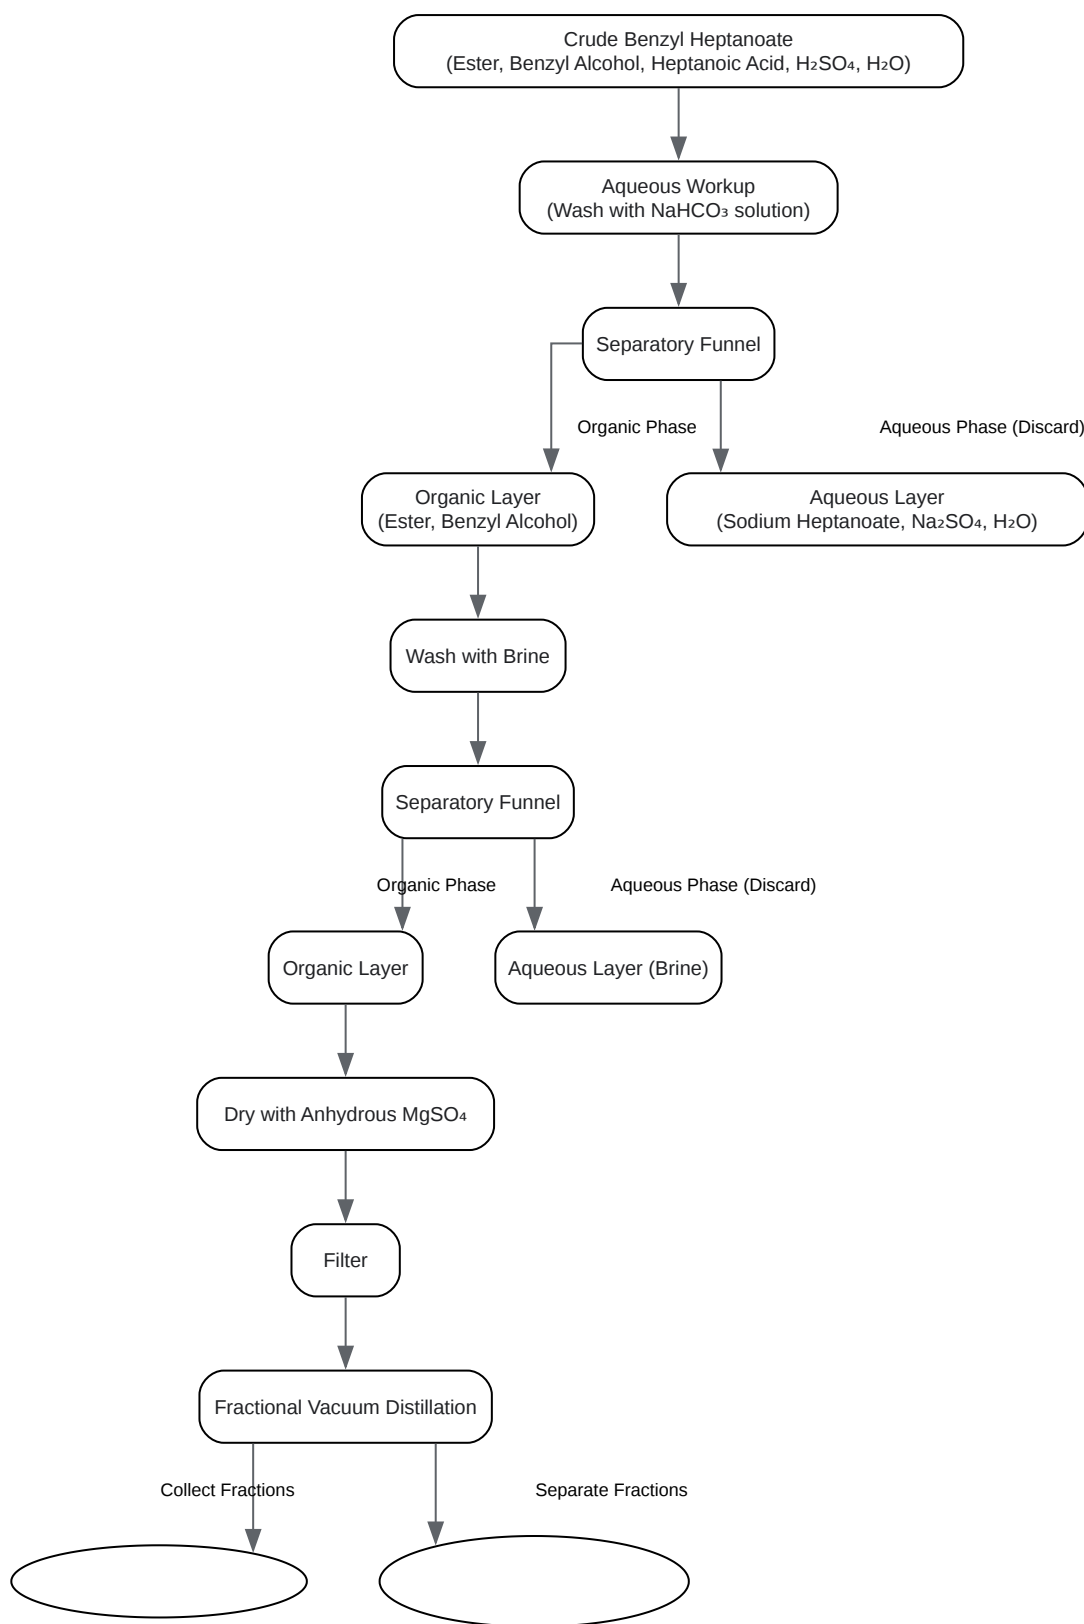 Crude Benzyl Heptanoate
(Ester, Benzyl Alcohol, Heptanoic Acid, H₂SO₄, H₂O)
Aqueous Workup
(Wash with NaHCO₃ solution)
Separatory Funnel
Organic Phase
Aqueous Phase (Discard)
Organic Layer
(Ester, Benzyl Alcohol)
Aqueous Layer
(Sodium Heptanoate, Na₂SO₄, H₂O)
Wash with Brine
Separatory Funnel
Organic Phase
Aqueous Phase (Discard)
Organic Layer
Aqueous Layer (Brine)
Dry with Anhydrous MgSO₄
Filter
Fractional Vacuum Distillation
Collect Fractions
Separate Fractions